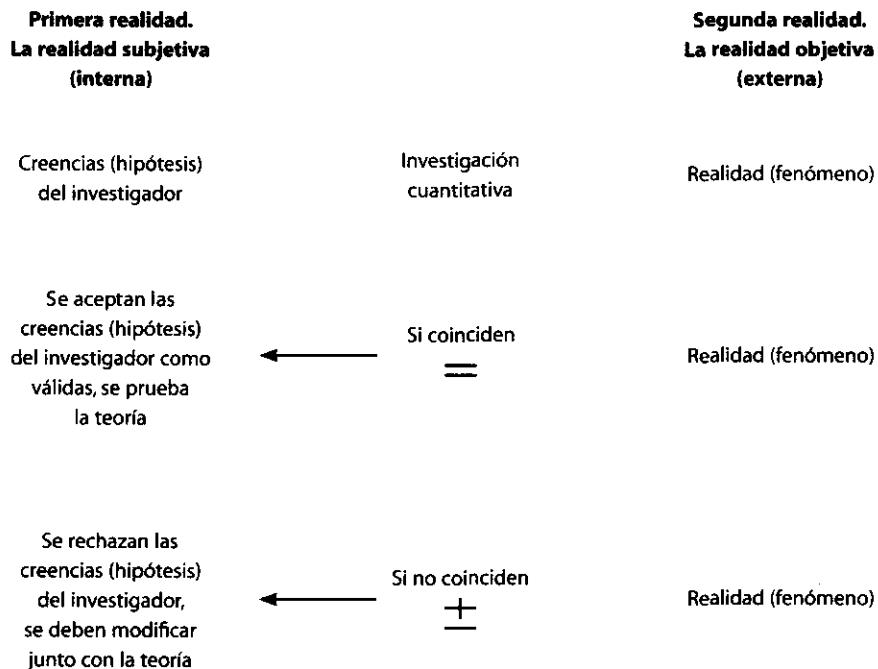 Primera realidad.
La realidad subjetiva
(interna)
Segunda realidad.
La realidad objetiva
(externa)
Creencias (hipótesis)
del investigador
Investigación
cuantitativa
Realidad (fenómeno)
Se aceptan las
creencias (hipótesis)
del investigador como
válidas, se prueba
la teoría
Si coinciden
=
Realidad (fenómeno)
Se rechazan las
creencias (hipótesis)
del investigador,
se deben modificar
junto con la teoría
Si no coinciden
±
Realidad (fenómeno)